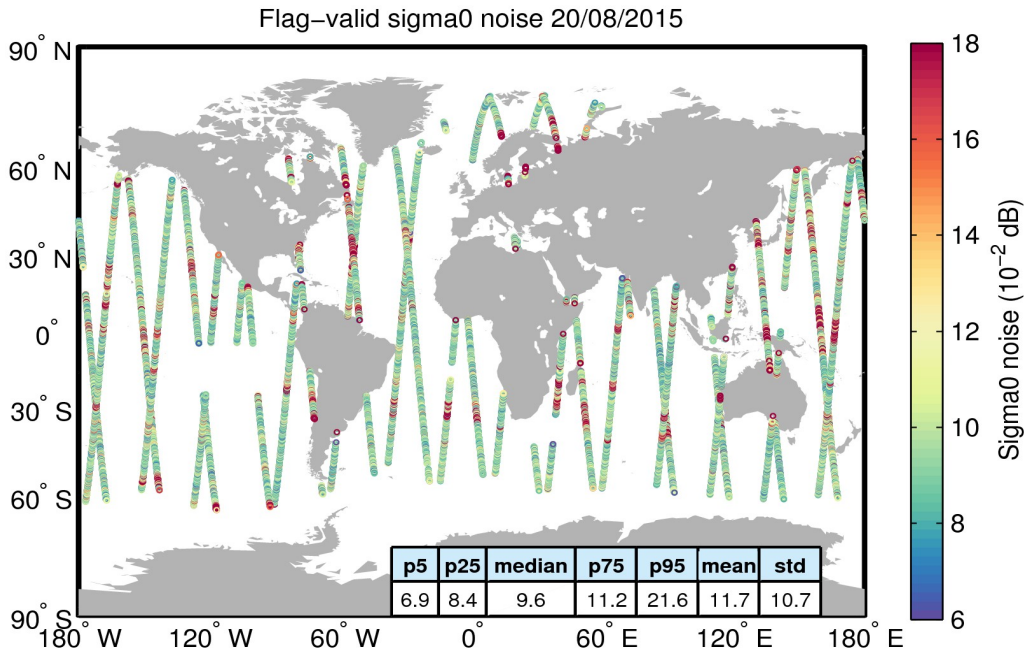 Flag−valid sigma0 noise 20/08/2015
90° N
60° N
30° N
0°
30° S
60° S
90° S
180° W 120° W 60° W 0° 60° E 120° E 180° E
p5 p25 median p75 p95 mean std
6.9 8.4 9.6 11.2 21.6 11.7 10.7
18
16
14
12
10
8
6
Sigma0 noise (10⁻² dB)